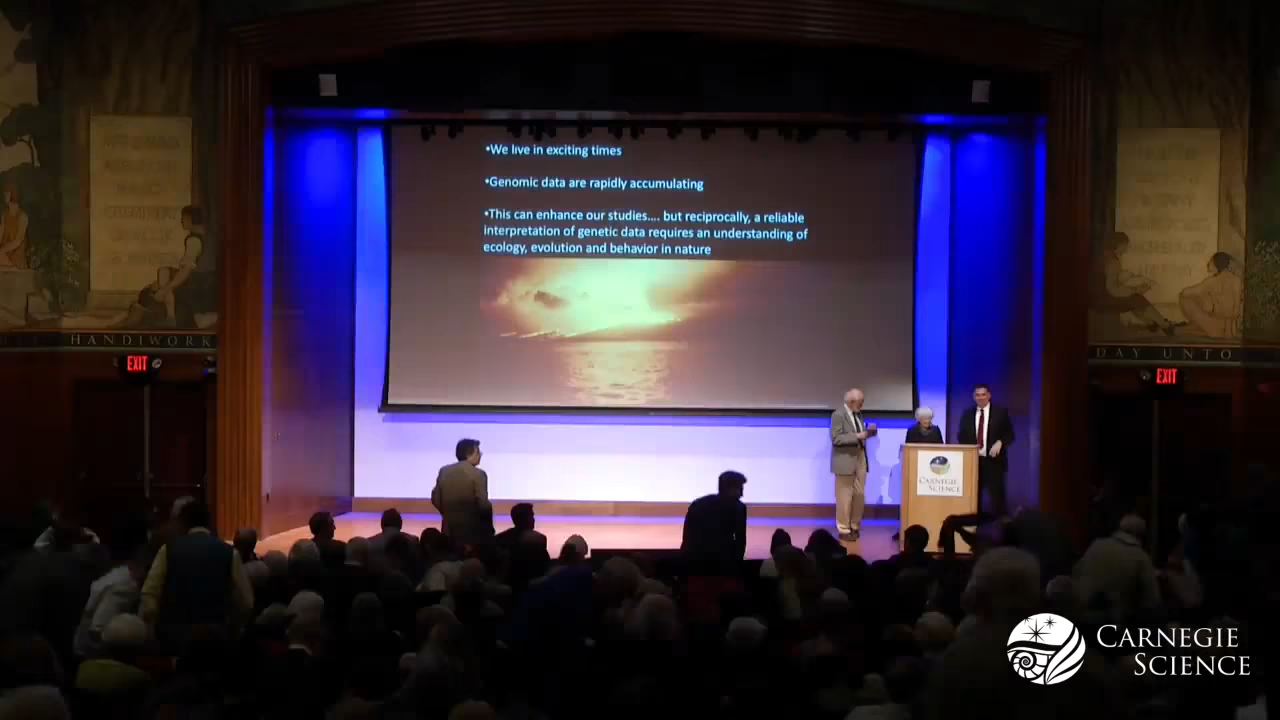 •We live in exciting times
•Genomic data are rapidly accumulating
•This can enhance our studies.... but reciprocally, a reliable
interpretation of genetic data requires an understanding of
ecology, evolution and behavior in nature
HANDIWORK
DAY UNTO
EXIT
EXIT
CARNEGIE
SCIENCE
CARNEGIE
SCIENCE